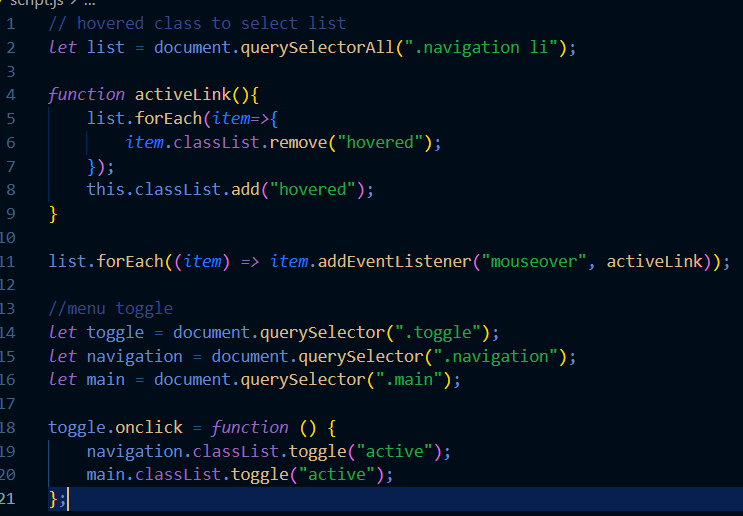 script.js > ...
1 // hovered class to select list
2 let list = document.querySelectorAll(".navigation li");
3
4 function activeLink(){
5 list.forEach(item=>{
6 item.classList.remove("hovered");
7 });
8 this.classList.add("hovered");
9 }
10
11 list.forEach((item) => item.addEventListener("mouseover", activeLink));
12
13 //menu toggle
14 let toggle = document.querySelector(".toggle");
15 let navigation = document.querySelector(".navigation");
16 let main = document.querySelector(".main");
17
18 toggle.onclick = function () {
19 navigation.classList.toggle("active");
20 main.classList.toggle("active");
21 };